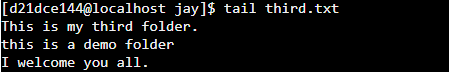 [d21dce144@localhost jay]$ tail third.txt
This is my third folder.
this is a demo folder
I welcome you all.